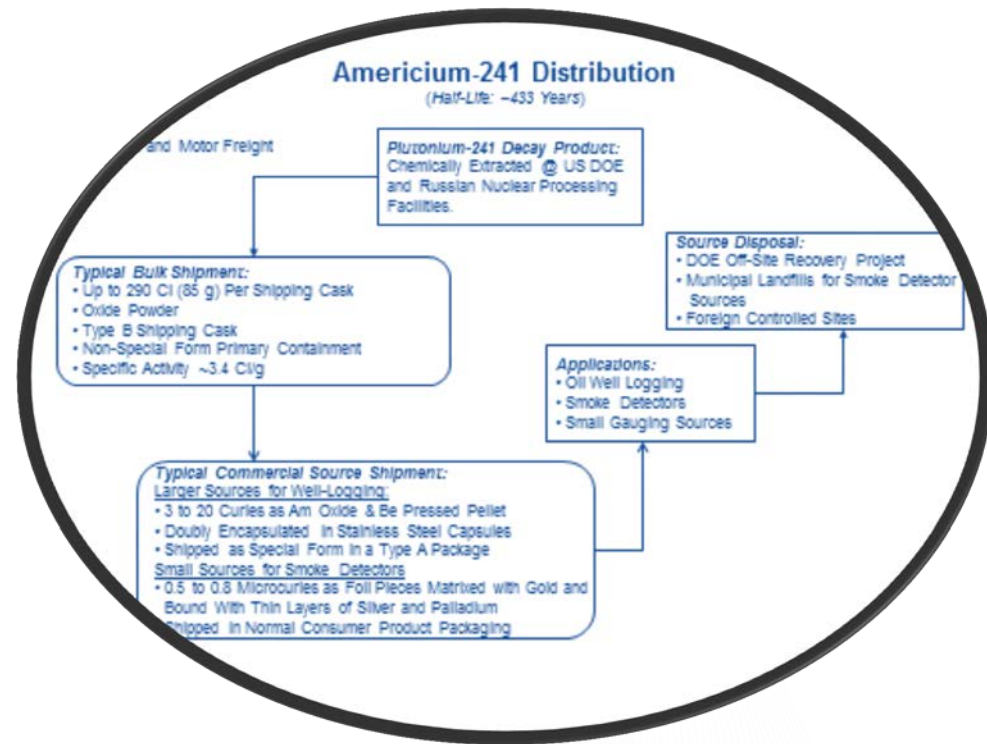 Americium-241 Distribution
(Half-Life: ~433 Years)
and Motor Freight
Plutonium-241 Decay Product:
Chemically Extracted @ US DOE
and Russian Nuclear Processing
Facilities.
Typical Bulk Shipment:
• Up to 290 Ci (85 g) Per Shipping Cask
• Oxide Powder
• Type B Shipping Cask
• Non-Special Form Primary Containment
• Specific Activity ~3.4 Ci/g
Source Disposal:
• DOE Off-Site Recovery Project
• Municipal Landfills for Smoke Detector
Sources
• Foreign Controlled Sites
Applications:
• Oil Well Logging
• Smoke Detectors
• Small Gauging Sources
Typical Commercial Source Shipment:
Larger Sources for Well-Logging:
• 3 to 20 Curies as Am Oxide & Be Pressed Pellet
• Doubly Encapsulated in Stainless Steel Capsules
• Shipped as Special Form in a Type A Package
Small Sources for Smoke Detectors
• 0.5 to 0.8 Microcuries as Foil Pieces Matrixed with Gold and
Bound With Thin Layers of Silver and Palladium
Shipped in Normal Consumer Product Packaging